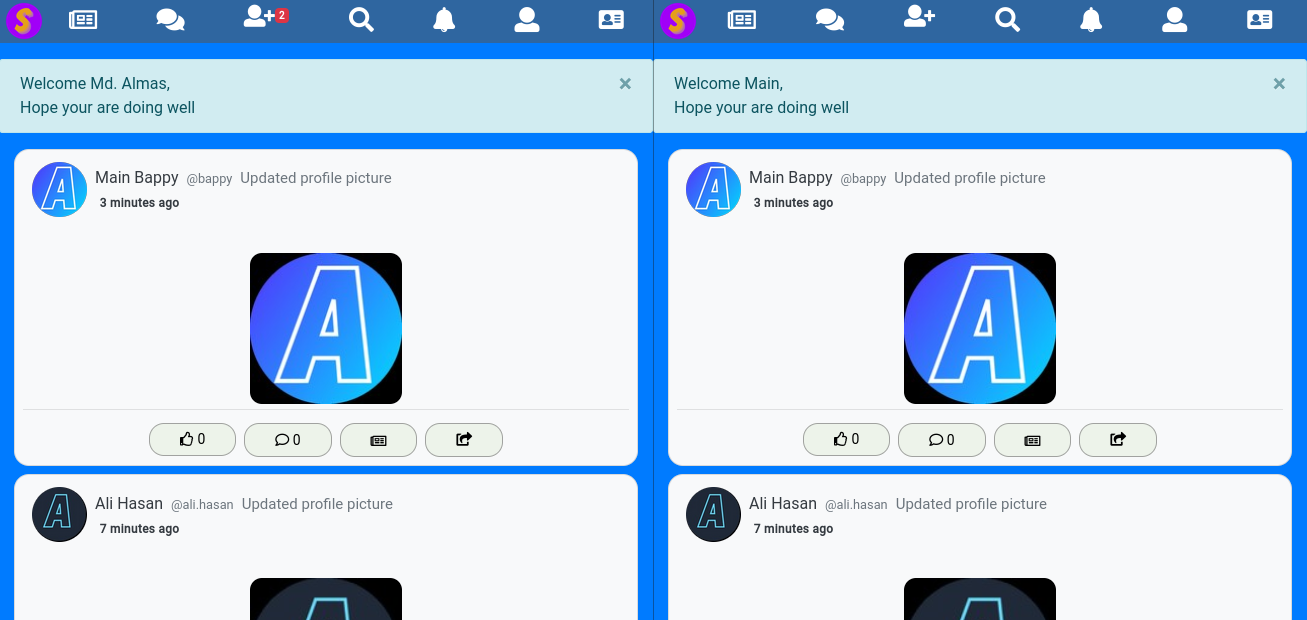 2
Welcome Md. Almas,
×
Hope your are doing well
Main Bappy @bappy Updated profile picture
3 minutes ago
A
0 0
Ali Hasan @ali.hasan Updated profile picture
7 minutes ago
A
Welcome Main,
×
Hope your are doing well
Main Bappy @bappy Updated profile picture
3 minutes ago
A
0 0
Ali Hasan @ali.hasan Updated profile picture
7 minutes ago
A